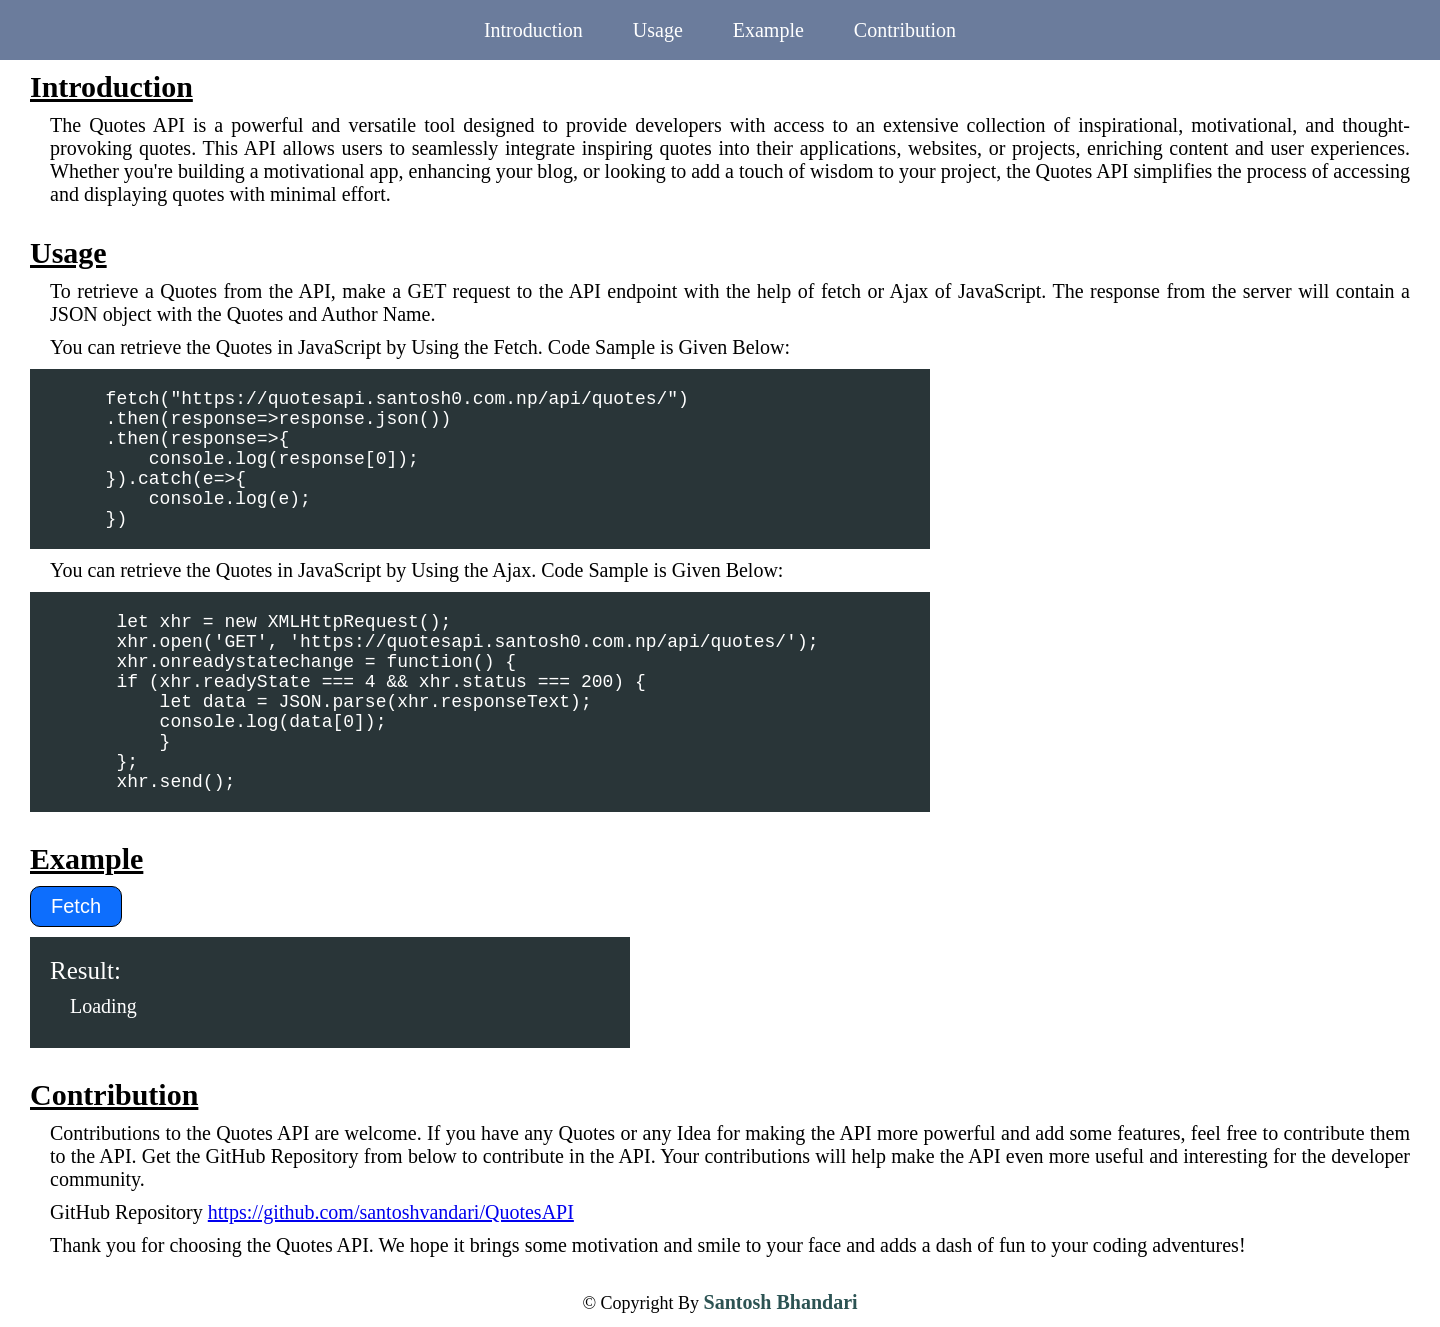 Introduction Usage Example Contribution
Introduction
The Quotes API is a powerful and versatile tool designed to provide developers with access to an extensive collection of inspirational, motivational, and thought-
provoking quotes. This API allows users to seamlessly integrate inspiring quotes into their applications, websites, or projects, enriching content and user experiences.
Whether you're building a motivational app, enhancing your blog, or looking to add a touch of wisdom to your project, the Quotes API simplifies the process of accessing
and displaying quotes with minimal effort.
Usage
To retrieve a Quotes from the API, make a GET request to the API endpoint with the help of fetch or Ajax of JavaScript. The response from the server will contain a
JSON object with the Quotes and Author Name.
You can retrieve the Quotes in JavaScript by Using the Fetch. Code Sample is Given Below:
fetch("https://quotesapi.santosh0.com.np/api/quotes/")
.then(response=>response.json())
.then(response=>{
    console.log(response[0]);
}).catch(e=>{
    console.log(e);
})
You can retrieve the Quotes in JavaScript by Using the Ajax. Code Sample is Given Below:
let xhr = new XMLHttpRequest();
xhr.open('GET', 'https://quotesapi.santosh0.com.np/api/quotes/');
xhr.onreadystatechange = function() {
if (xhr.readyState === 4 && xhr.status === 200) {
    let data = JSON.parse(xhr.responseText);
    console.log(data[0]);
    }
};
xhr.send();
Example
Fetch
Result:
Loading
Contribution
Contributions to the Quotes API are welcome. If you have any Quotes or any Idea for making the API more powerful and add some features, feel free to contribute them
to the API. Get the GitHub Repository from below to contribute in the API. Your contributions will help make the API even more useful and interesting for the developer
community.
GitHub Repository https://github.com/santoshvandari/QuotesAPI
Thank you for choosing the Quotes API. We hope it brings some motivation and smile to your face and adds a dash of fun to your coding adventures!
© Copyright By Santosh Bhandari